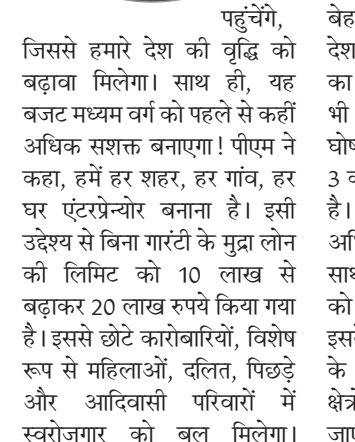 पहुंचेंगे,
जिससे हमारे देश की वृद्धि को
बढ़ावा मिलेगा। साथ ही, यह
बजट मध्यम वर्ग को पहले से कहीं
अधिक सशक्त बनाएगा! पीएम ने
कहा, हमें हर शहर, हर गांव, हर
घर एंटरप्रेन्योर बनाना है। इसी
उद्देश्य से बिना गारंटी के मुद्रा लोन
की लिमिट को 10 लाख से
बढ़ाकर 20 लाख रुपये किया गया
है। इससे छोटे कारोबारियों, विशेष
रूप से महिलाओं, दलित, पिछड़े
और आदिवासी परिवारों में
स्वरोजगार को बल मिलेगा।
देश
का
भी
3
है।
को
के